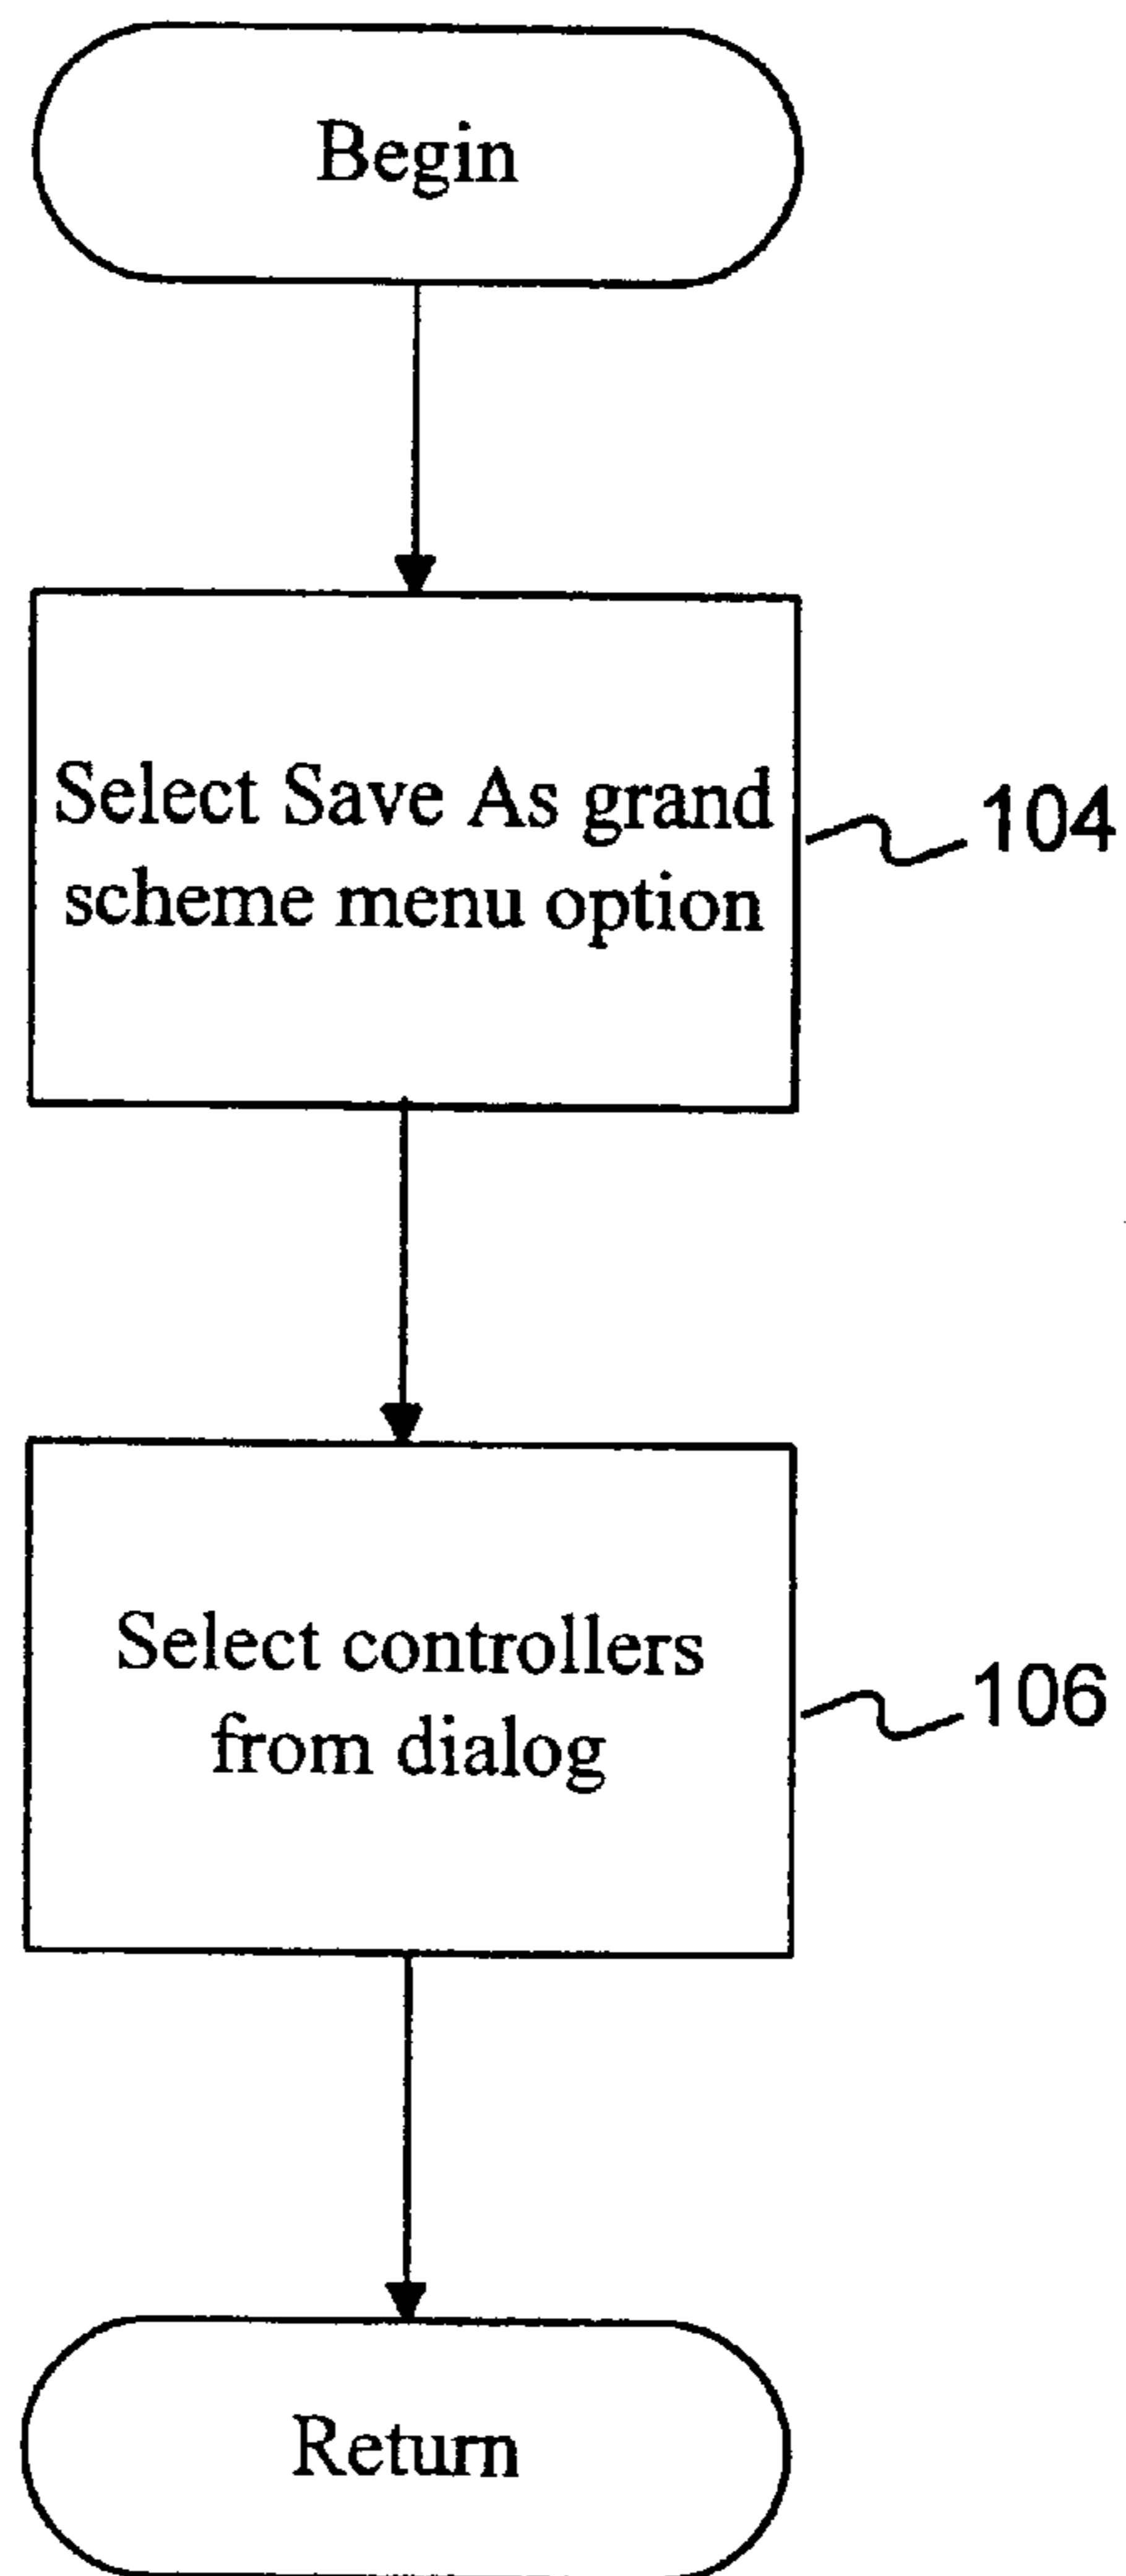 Begin
Select Save As grand
scheme menu option
104
Select controllers
from dialog
106
Return